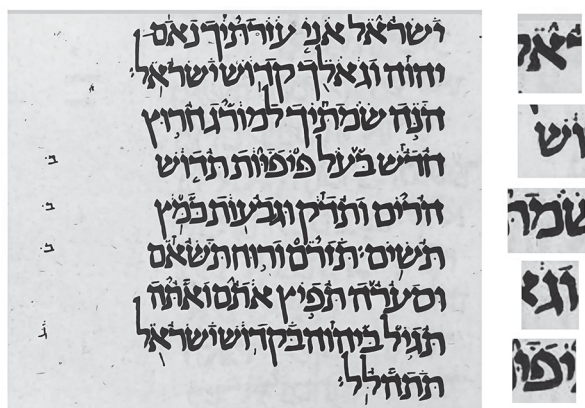 ישראל אני עזרתיך נאם
יהוה וגאלך קדוש ישראל׃
הנה שמתיך למורג חרוץ
חדש בעל פיפיות תדוש ב̇
הרים ותדק וגבעות כמץ ב̇
תשים׃ תזרם ורוח תשאם ב̇
וסערה תפיץ אתם ואתה
תגיל ביהוה בקדוש ישראל ג̇
תתהלל׃